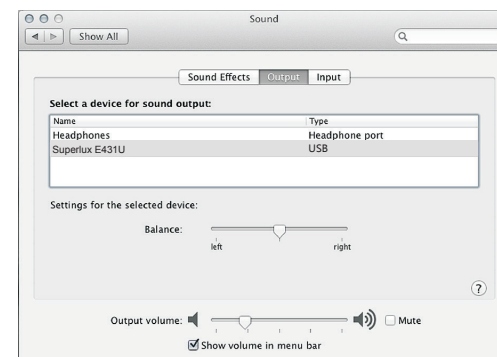 Sound
Show All
Sound Effects Output Input
Select a device for sound output:
Name Type
Headphones Headphone port
Superlux E431U USB
Settings for the selected device:
Balance:
left right
?
Output volume: Mute
Show volume in menu bar